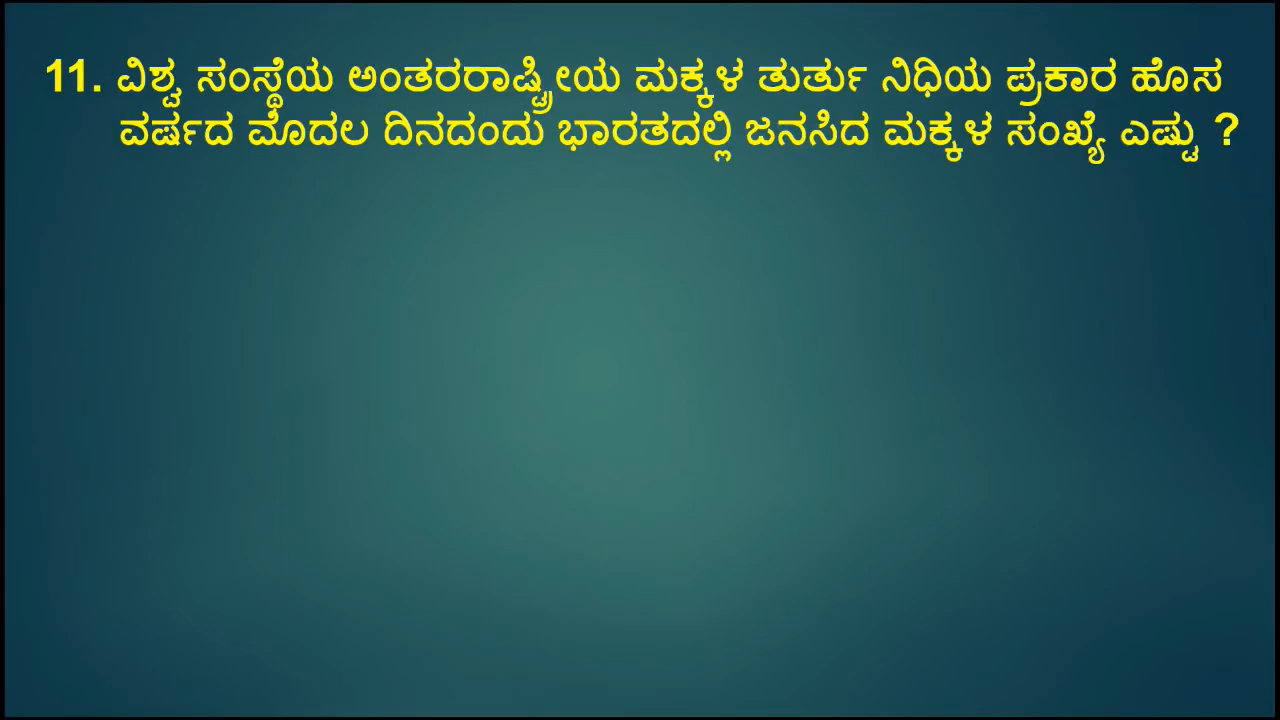 11. ವಿಶ್ವ ಸಂಸ್ಥೆಯ ಅಂತರರಾಷ್ಟ್ರೀಯ ಮಕ್ಕಳ ತುರ್ತು ನಿಧಿಯ ಪ್ರಕಾರ ಹೊಸ
ವರ್ಷದ ಮೊದಲ ದಿನದಂದು ಭಾರತದಲ್ಲಿ ಜನಸಿದ ಮಕ್ಕಳ ಸಂಖ್ಯೆ ಎಷ್ಟು ?